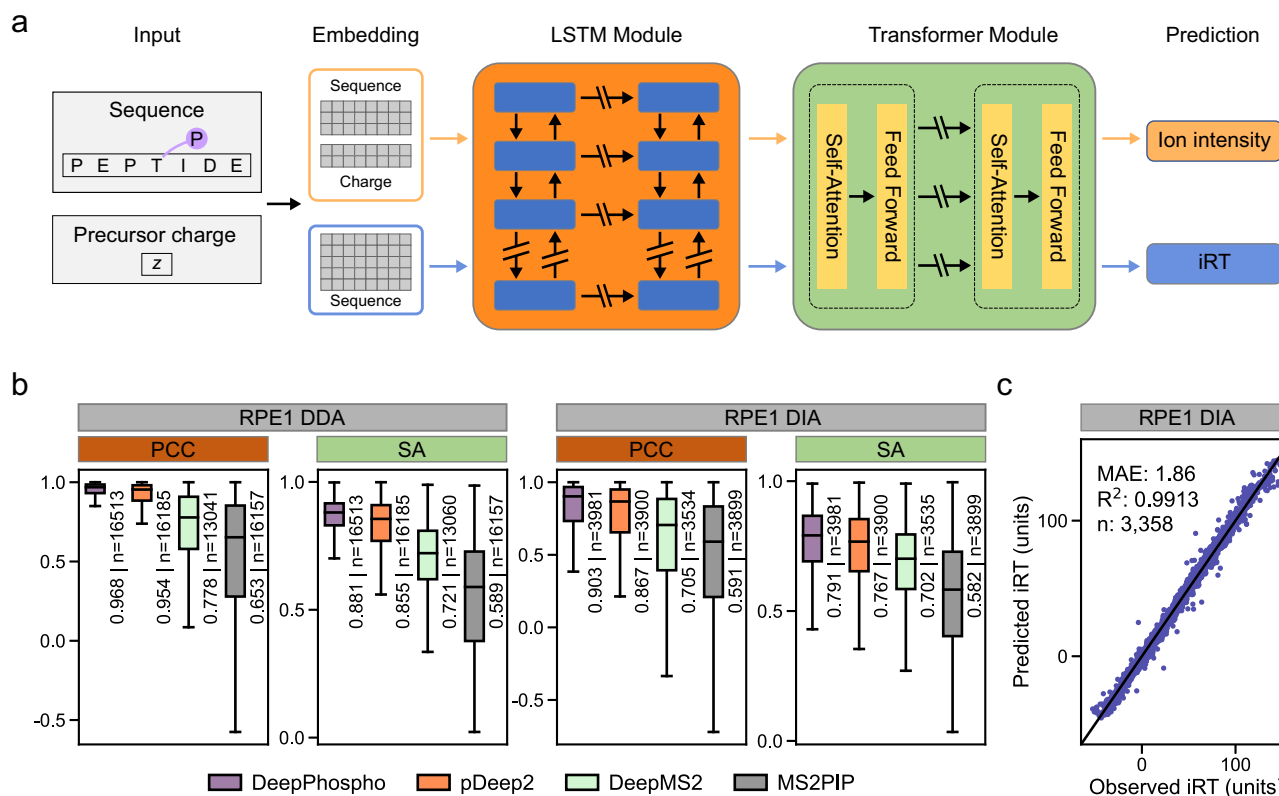 a
Input
Embedding
LSTM Module
Transformer Module
Prediction
Sequence
P
P E P T I D E
Precursor charge
z
Sequence
Charge
Sequence
Self-Attention
Feed Forward
Self-Attention
Feed Forward
Ion intensity
iRT
b
RPE1 DDA
PCC
SA
1.0
0.5
0.0
-0.5
0.968 | n=16513
0.954 | n=16185
0.778 | n=13041
0.653 | n=16157
1.0
0.5
0.0
0.881 | n=16513
0.855 | n=16185
0.721 | n=13060
0.589 | n=16157
RPE1 DIA
PCC
SA
1.0
0.5
0.0
-0.5
0.903 | n=3981
0.867 | n=3900
0.705 | n=3534
0.591 | n=3899
1.0
0.5
0.0
0.791 | n=3981
0.767 | n=3900
0.702 | n=3535
0.582 | n=3899
DeepPhospho
pDeep2
DeepMS2
MS2PIP
c
RPE1 DIA
MAE: 1.86
R²: 0.9913
n: 3,358
Predicted iRT (units)
100
0
0
100
Observed iRT (units)